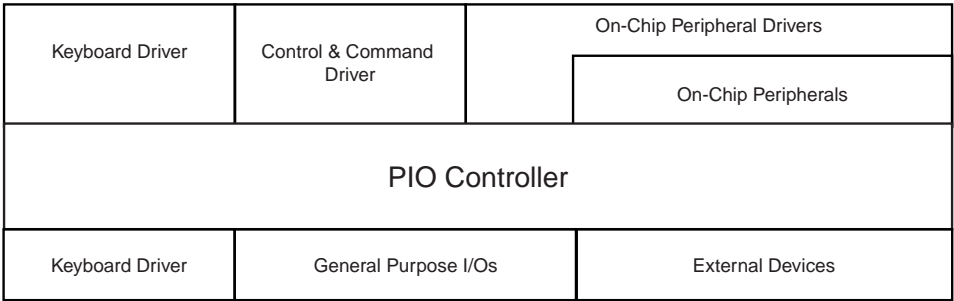 Keyboard Driver
Control & Command
Driver
On-Chip Peripheral Drivers
On-Chip Peripherals
PIO Controller
Keyboard Driver
General Purpose I/Os
External Devices